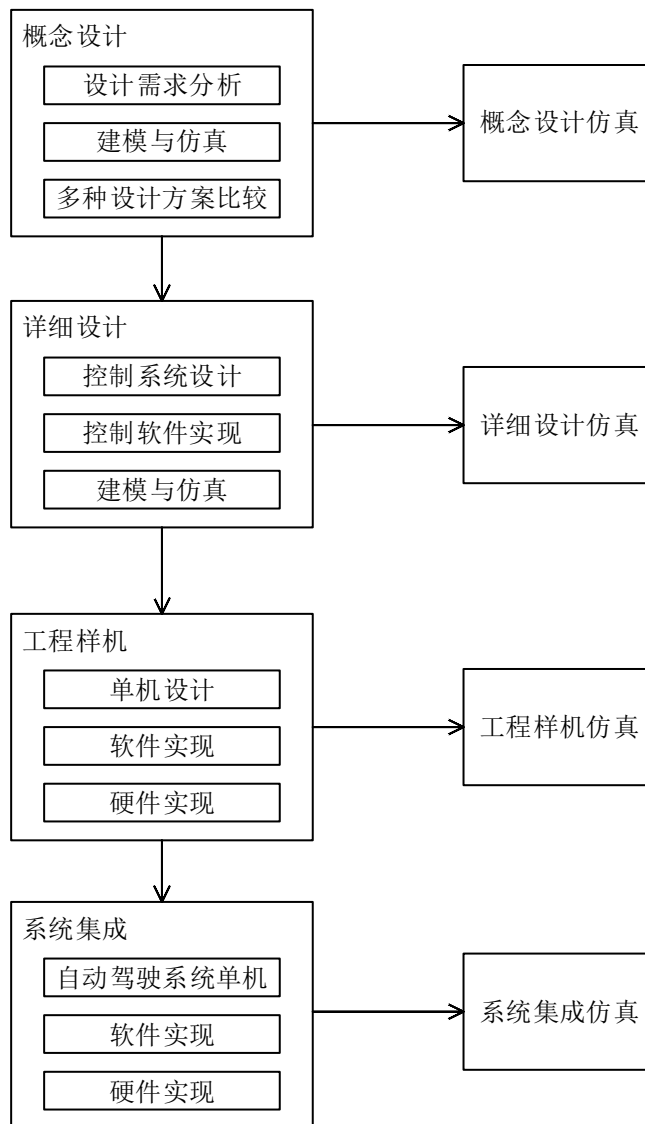 概念设计
设计需求分析
建模与仿真
多种设计方案比较
概念设计仿真
详细设计
控制系统设计
控制软件实现
建模与仿真
详细设计仿真
工程样机
单机设计
软件实现
硬件实现
工程样机仿真
系统集成
自动驾驶系统单机
软件实现
硬件实现
系统集成仿真